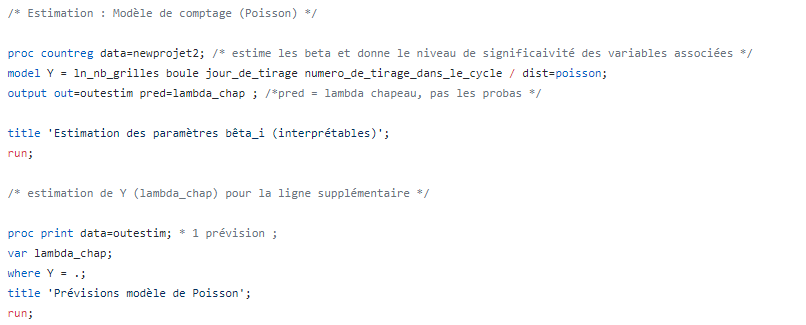 /* Estimation : Modèle de comptage (Poisson) */
proc countreg data=newprojet2; /* estime les beta et donne le niveau de significaivité des variables associées */
model Y = ln_nb_grilles boule jour_de_tirage numero_de_tirage_dans_le_cycle / dist=poisson;
output out=outestim pred=lambda_chap ; /*pred = lambda chapeau, pas les probas */
title 'Estimation des paramètres bêta_i (interprétables)';
run;
/* estimation de Y (lambda_chap) pour la ligne supplémentaire */
proc print data=outestim; * 1 prévision ;
var lambda_chap;
where Y = .;
title 'Prévisions modèle de Poisson';
run;